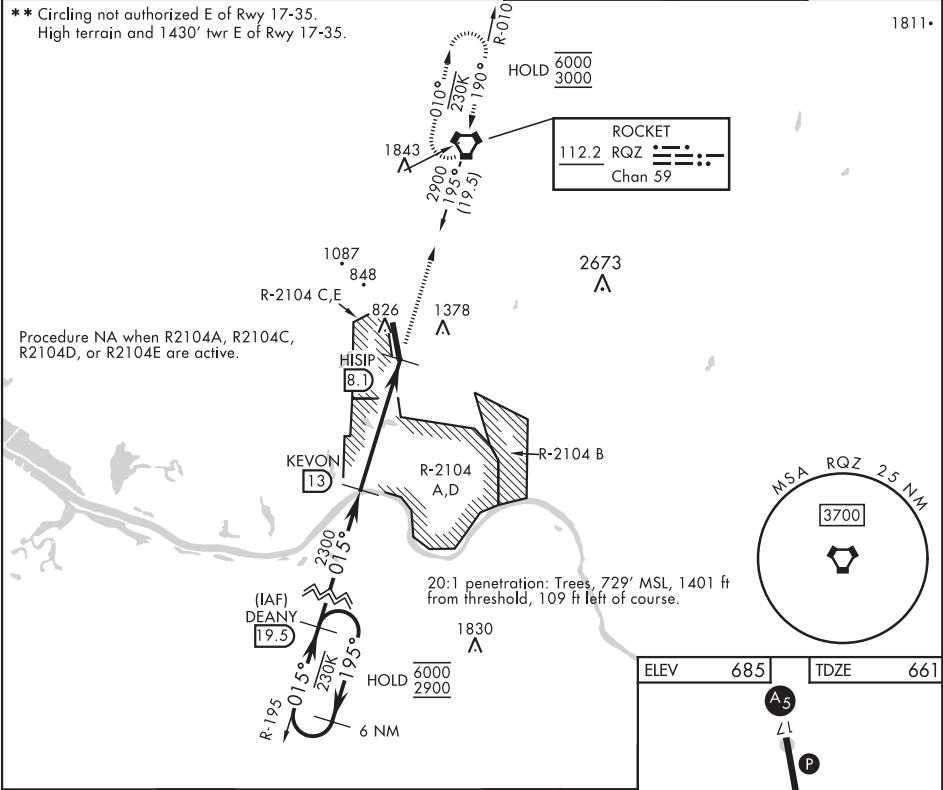 ** Circling not authorized E of Rwy 17-35.
High terrain and 1430' twr E of Rwy 17-35.
1811
R-010
HOLD 6000
3000
010°
230K
190°
ROCKET
112.2 RQZ
Chan 59
1843
2900
195°
(19.5)
1087
848
2673
R-2104 C,E
826
1378
Procedure NA when R2104A, R2104C,
R2104D, or R2104E are active.
HISIP
8.1
KEVON
13
R-2104
A,D
R-2104 B
MSA RQZ 25 NM
3700
2300
015°
20:1 penetration: Trees, 729' MSL, 1401 ft
from threshold, 109 ft left of course.
(IAF)
DEANY
19.5
1830
015°
230K
195°
HOLD 6000
2900
R-195
6 NM
ELEV 685
TDZE 661
A5
17
P